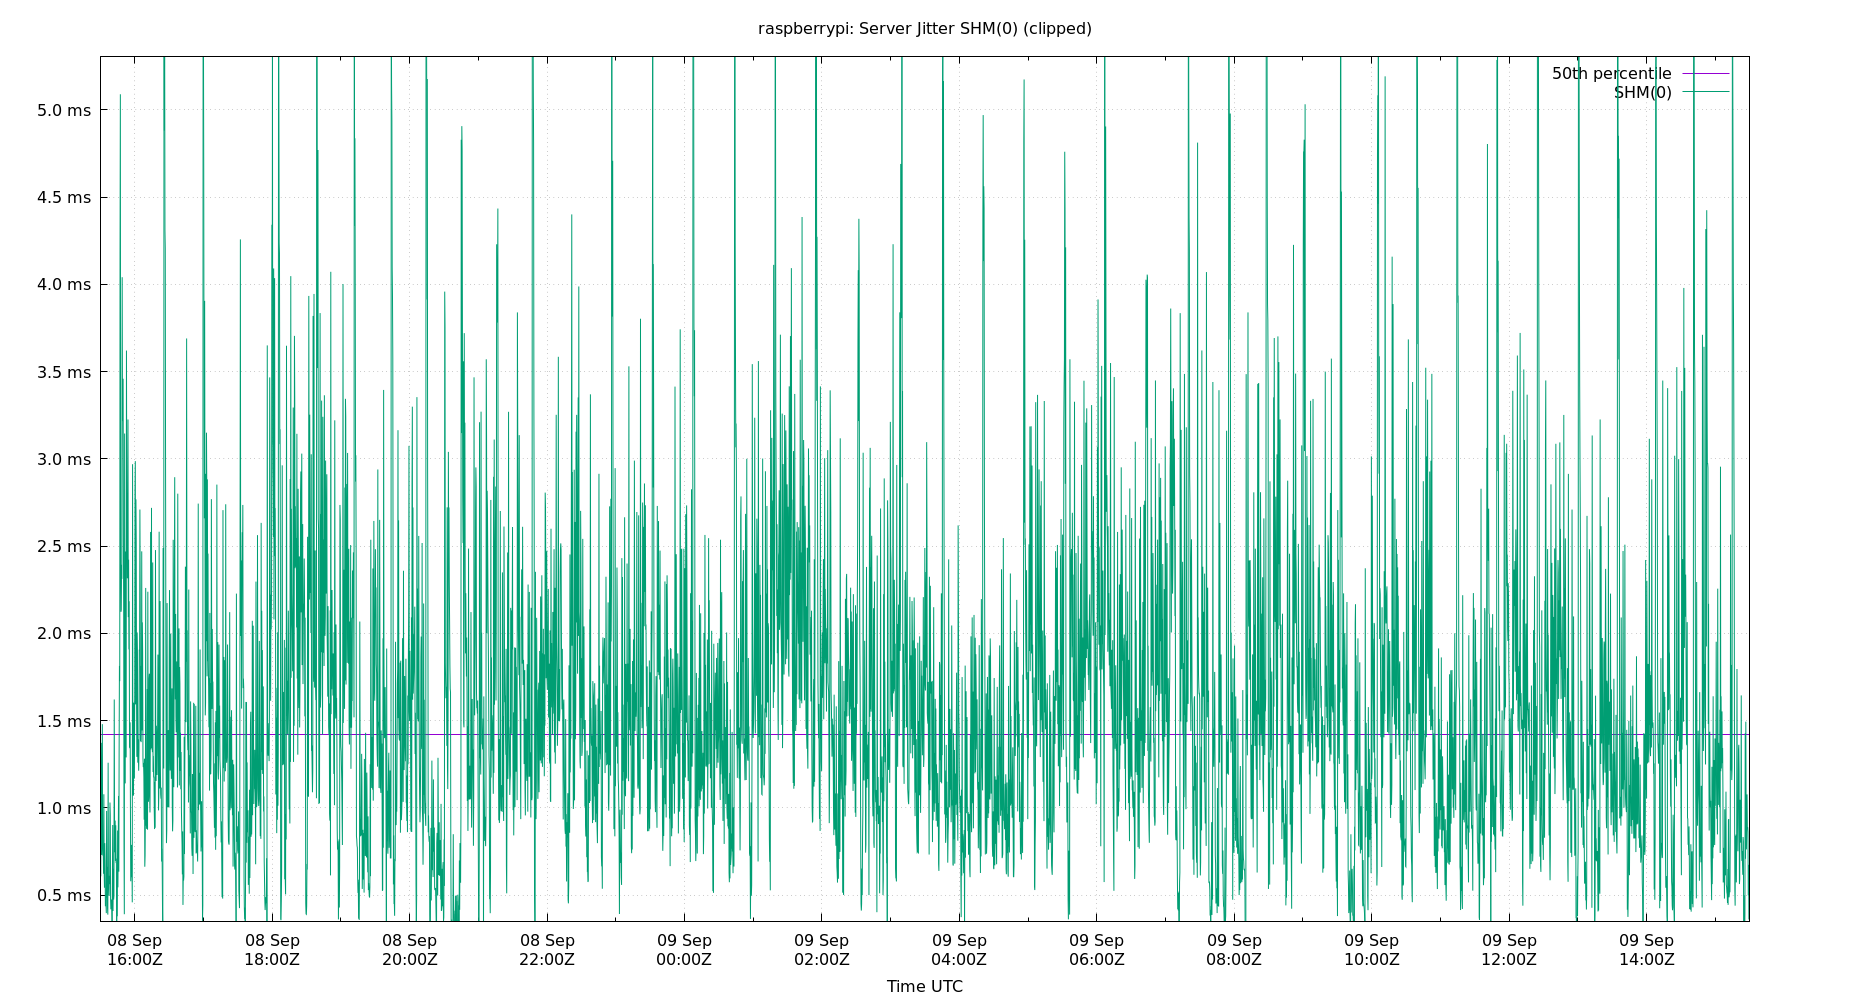 raspberrypi: Server Jitter SHM(0) (clipped)
50th percentile
SHM(0)
5.0 ms
4.5 ms
4.0 ms
3.5 ms
3.0 ms
2.5 ms
2.0 ms
1.5 ms
1.0 ms
0.5 ms
08 Sep 08 Sep 08 Sep 08 Sep 09 Sep 09 Sep 09 Sep 09 Sep 09 Sep 09 Sep 09 Sep 09 Sep
16:00Z 18:00Z 20:00Z 22:00Z 00:00Z 02:00Z 04:00Z 06:00Z 08:00Z 10:00Z 12:00Z 14:00Z
Time UTC